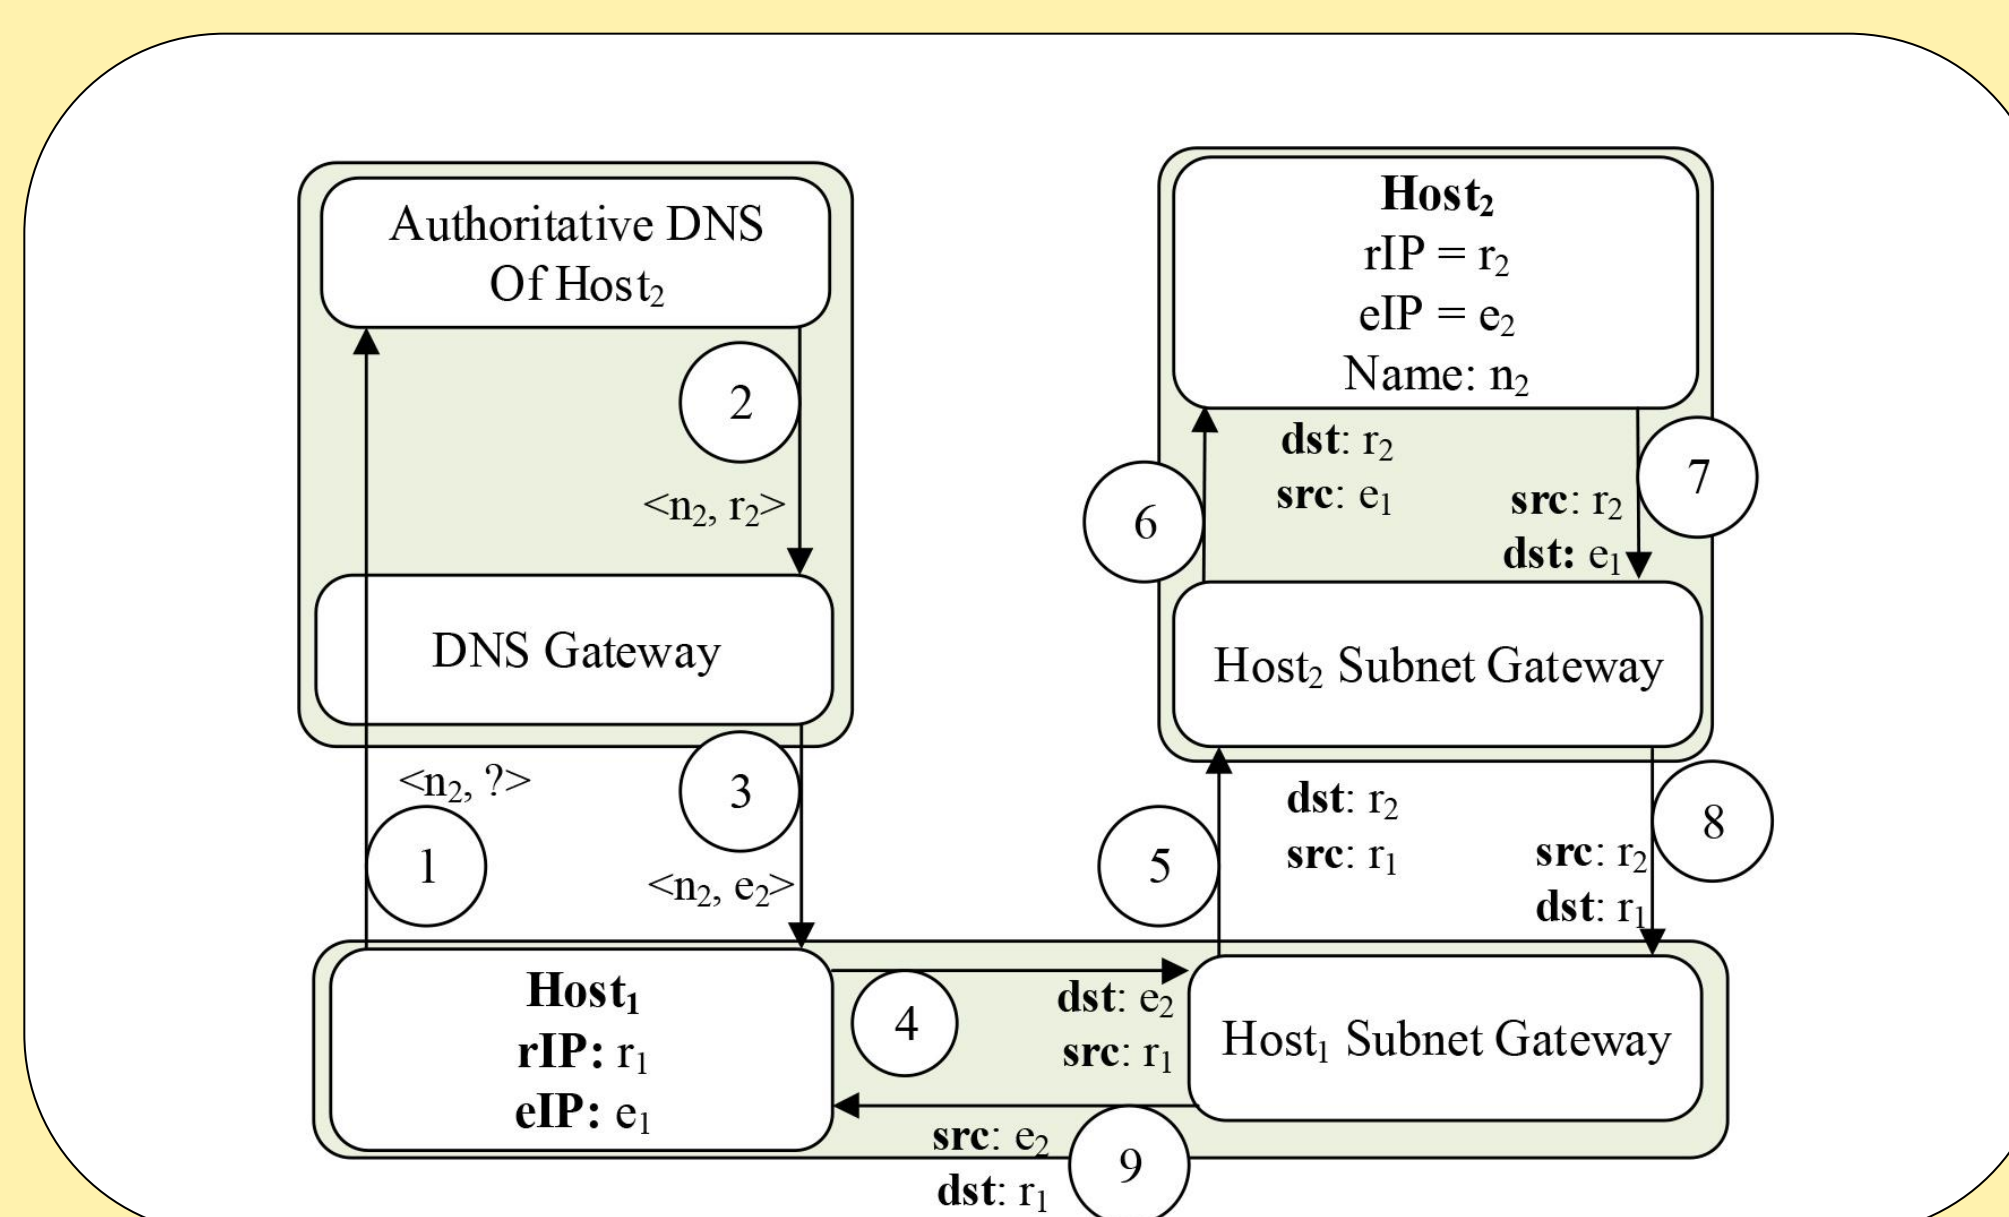 Authoritative DNS
Of Host₂
2
<n₂, r₂>
DNS Gateway
<n₂, ?>
1
3
<n₂, e₂>
Host₁
rIP: r₁
eIP: e₁
4
dst: e₂
src: r₁
Host₁ Subnet Gateway
src: e₂
dst: r₁
9
Host₂
rIP = r₂
eIP = e₂
Name: n₂
6
dst: r₂
src: e₁
7
src: r₂
dst: e₁
Host₂ Subnet Gateway
5
dst: r₂
src: r₁
8
src: r₂
dst: r₁